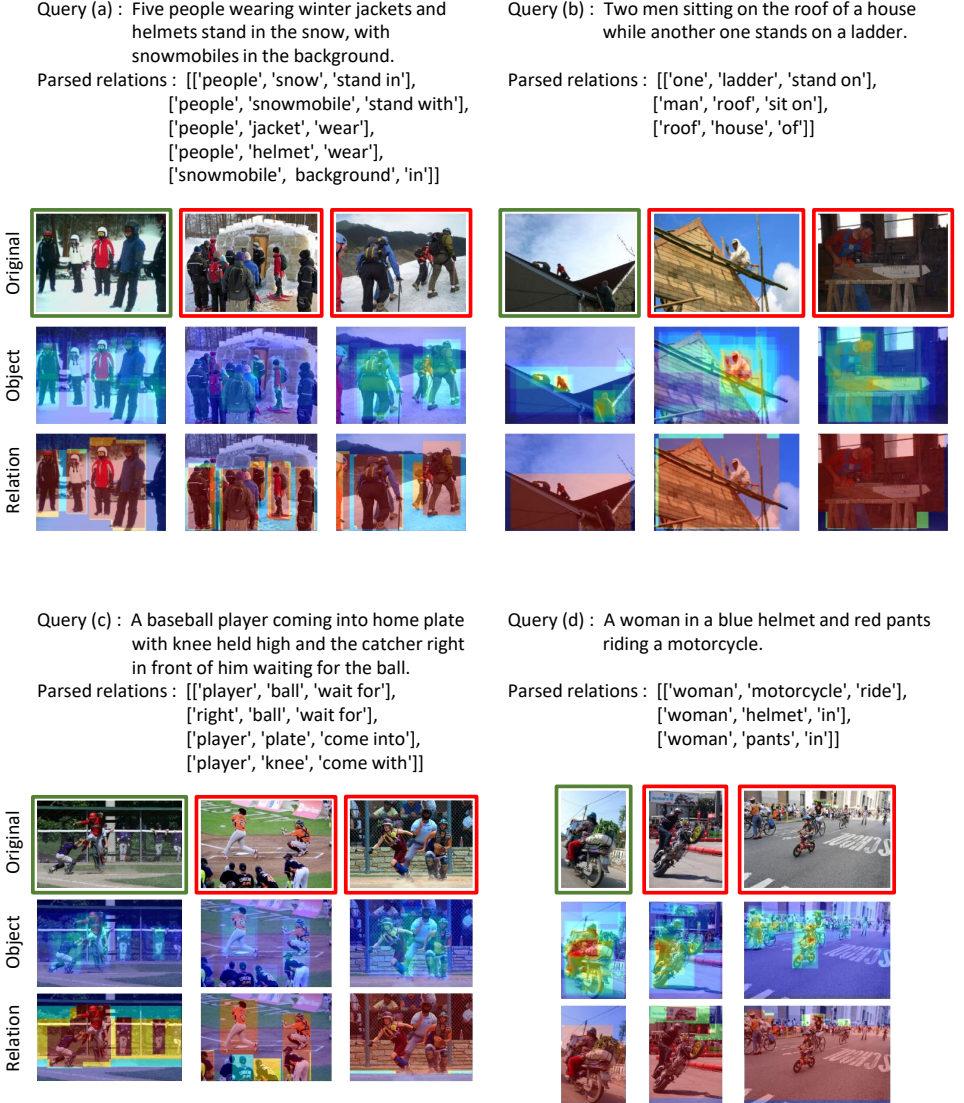 Query (a) : Five people wearing winter jackets and
helmets stand in the snow, with
snowmobiles in the background.
Parsed relations : [['people', 'snow', 'stand in'],
['people', 'snowmobile', 'stand with'],
['people', 'jacket', 'wear'],
['people', 'helmet', 'wear'],
['snowmobile', background', 'in']]
Query (b) : Two men sitting on the roof of a house
while another one stands on a ladder.
Parsed relations : [['one', 'ladder', 'stand on'],
['man', 'roof', 'sit on'],
['roof', 'house', 'of']]
Original
Object
Relation
Query (c) : A baseball player coming into home plate
with knee held high and the catcher right
in front of him waiting for the ball.
Parsed relations : [['player', 'ball', 'wait for'],
['right', 'ball', 'wait for'],
['player', 'plate', 'come into'],
['player', 'knee', 'come with']]
Query (d) : A woman in a blue helmet and red pants
riding a motorcycle.
Parsed relations : [['woman', 'motorcycle', 'ride'],
['woman', 'helmet', 'in'],
['woman', 'pants', 'in']]
Original
Object
Relation